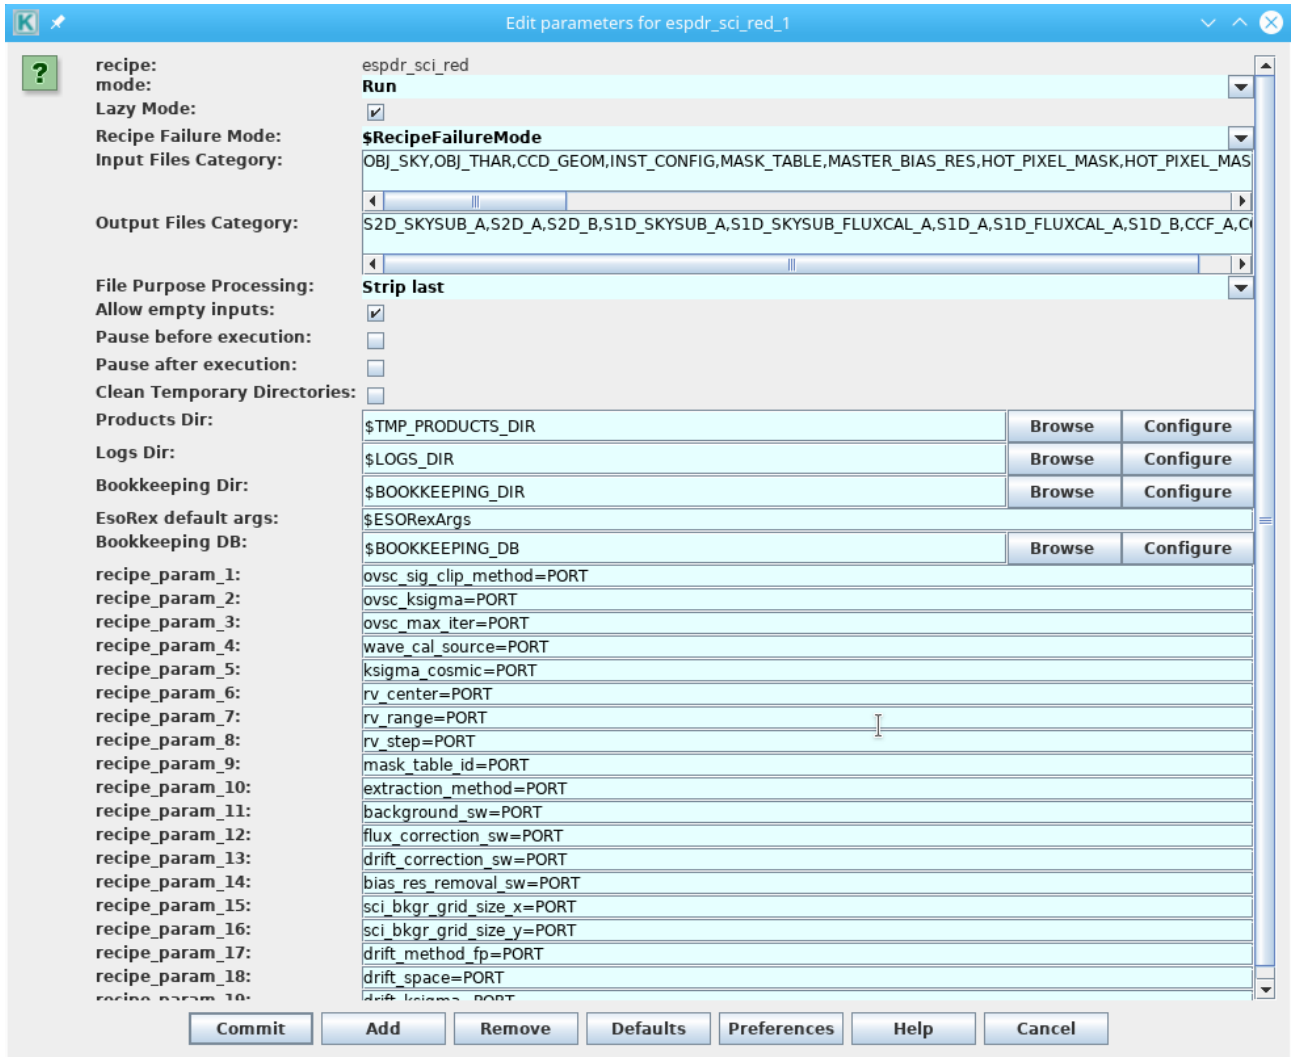 Edit parameters for espdr_sci_red_1
recipe: espdr_sci_red
mode: Run
Lazy Mode:
Recipe Failure Mode: $RecipeFailureMode
Input Files Category: OBJ_SKY,OBJ_THAR,CCD_GEOM,INST_CONFIG,MASK_TABLE,MASTER_BIAS_RES,HOT_PIXEL_MASK,HOT_PIXEL_MAS
Output Files Category: S2D_SKYSUB_A,S2D_A,S2D_B,S1D_SKYSUB_A,S1D_SKYSUB_FLUXCAL_A,S1D_A,S1D_FLUXCAL_A,S1D_B,CCF_A,C
File Purpose Processing: Strip last
Allow empty inputs:
Pause before execution:
Pause after execution:
Clean Temporary Directories:
Products Dir: $TMP_PRODUCTS_DIR Browse Configure
Logs Dir: $LOGS_DIR Browse Configure
Bookkeeping Dir: $BOOKKEEPING_DIR Browse Configure
EsoRex default args: $ESORexArgs
Bookkeeping DB: $BOOKKEEPING_DB Browse Configure
recipe_param_1: ovsc_sig_clip_method=PORT
recipe_param_2: ovsc_ksigma=PORT
recipe_param_3: ovsc_max_iter=PORT
recipe_param_4: wave_cal_source=PORT
recipe_param_5: ksigma_cosmic=PORT
recipe_param_6: rv_center=PORT
recipe_param_7: rv_range=PORT
recipe_param_8: rv_step=PORT
recipe_param_9: mask_table_id=PORT
recipe_param_10: extraction_method=PORT
recipe_param_11: background_sw=PORT
recipe_param_12: flux_correction_sw=PORT
recipe_param_13: drift_correction_sw=PORT
recipe_param_14: bias_res_removal_sw=PORT
recipe_param_15: sci_bkgr_grid_size_x=PORT
recipe_param_16: sci_bkgr_grid_size_y=PORT
recipe_param_17: drift_method_fp=PORT
recipe_param_18: drift_space=PORT
recipe_param_19: drift_ksigma=PORT
Commit Add Remove Defaults Preferences Help Cancel